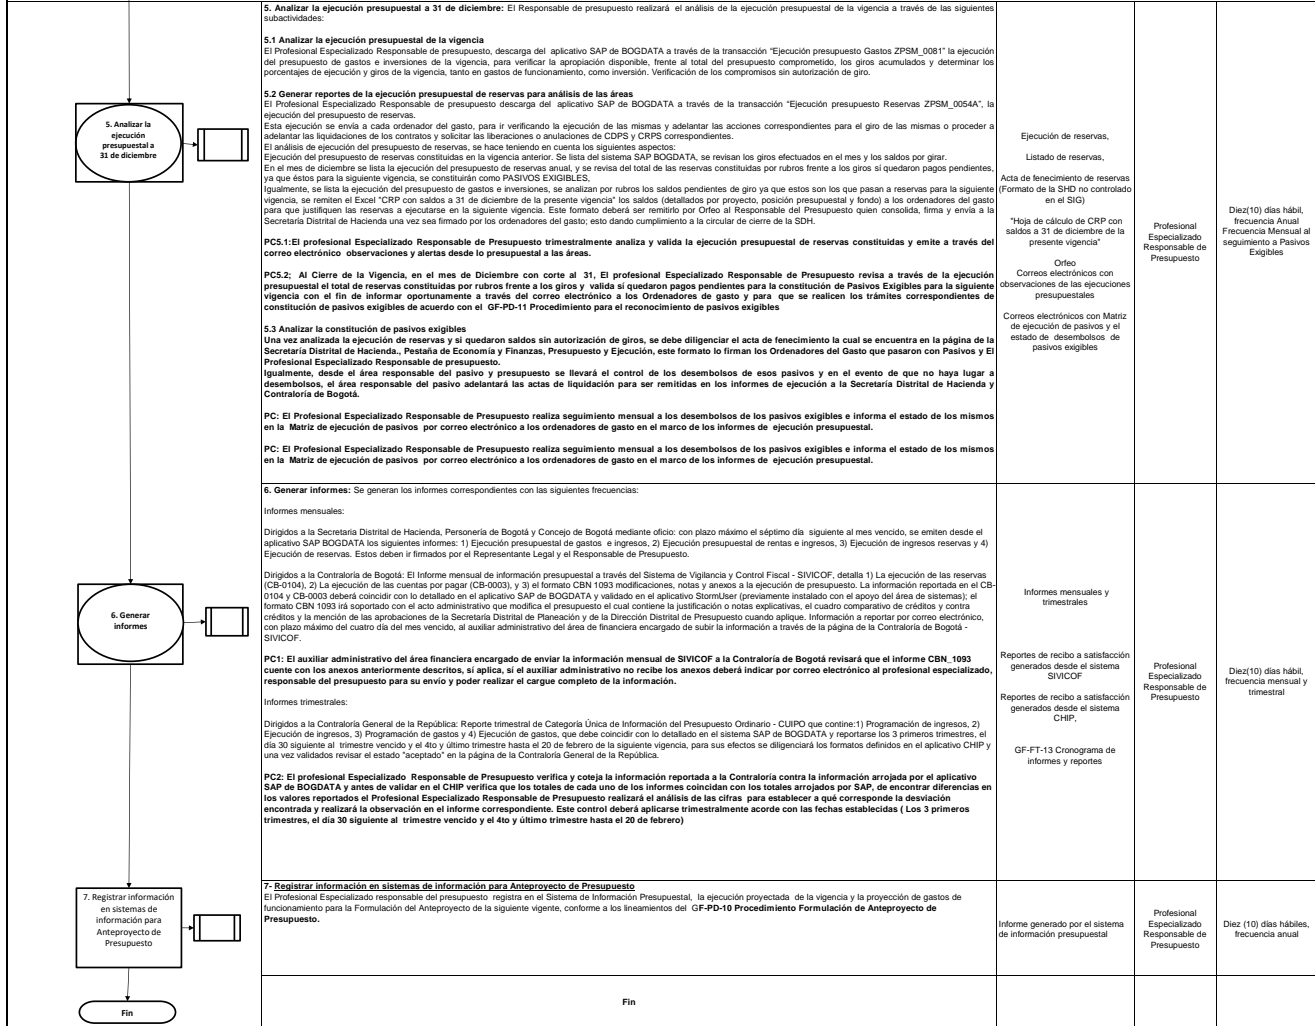 5. Analizar la
ejecución
presupuestal a
31 de diciembre
5. Analizar la ejecución presupuestal a 31 de diciembre: El Responsable de presupuesto realizará el análisis de la ejecución presupuestal de la vigencia a través de las siguientes
subactividades:
5.1 Analizar la ejecución presupuestal de la vigencia
El Profesional Especializado Responsable de presupuesto, descarga del aplicativo SAP de BOGDATA a través de la transacción "Ejecución presupuesto Gastos ZPSM_0081" la ejecución
del presupuesto de gastos e inversiones de la vigencia, para verificar la apropiación disponible, frente al total del presupuesto comprometido, los giros acumulados y determinar los
porcentajes de ejecución y giros de la vigencia, tanto en gastos de funcionamiento, como inversión. Verificación de los compromisos sin autorización de giro.
5.2 Generar reportes de la ejecución presupuestal de reservas para análisis de las áreas
El Profesional Especializado Responsable de presupuesto descarga del aplicativo SAP de BOGDATA a través de la transacción "Ejecución presupuesto Reservas ZPSM_0054A", la
ejecución del presupuesto de reservas.
Esta ejecución se envía a cada ordenador del gasto, para ir verificando la ejecución de las mismas y adelantar las acciones correspondientes para el giro de las mismas o proceder a
adelantar las liquidaciones de los contratos y solicitar las liberaciones o anulaciones de CDPS y CRPS correspondientes.
El análisis de ejecución del presupuesto de reservas, se hace teniendo en cuenta los siguientes aspectos:
Ejecución del presupuesto de reservas constituidas en la vigencia anterior. Se lista del sistema SAP BOGDATA, se revisan los giros efectuados en el mes y los saldos por girar.
En el mes de diciembre se lista la ejecución del presupuesto de reservas anual, y se revisa del total de las reservas constituidas por rubros frente a los giros sí quedaron pagos pendientes,
ya que éstos para la siguiente vigencia, se constituirán como PASIVOS EXIGIBLES,
Igualmente, se lista la ejecución del presupuesto de gastos e inversiones, se analizan por rubros los saldos pendientes de giro ya que estos son los que pasan a reservas para la siguiente
vigencia, se remiten el Excel "CRP con saldos a 31 de diciembre de la presente vigencia" los saldos (detallados por proyecto, posición presupuestal y fondo) a los ordenadores del gasto
para que justifiquen las reservas a ejecutarse en la siguiente vigencia. Este formato deberá ser remitirlo por Orfeo al Responsable del Presupuesto quien consolida, firma y envía a la
Secretaría Distrital de Hacienda una vez sea firmado por los ordenadores del gasto; esto dando cumplimiento a la circular de cierre de la SDH.
PC5.1:El profesional Especializado Responsable de Presupuesto trimestralmente analiza y valida la ejecución presupuestal de reservas constituidas y emite a través del
correo electrónico observaciones y alertas desde lo presupuestal a las áreas.
PC5.2; Al Cierre de la Vigencia, en el mes de Diciembre con corte al 31, El profesional Especializado Responsable de Presupuesto revisa a través de la ejecución
presupuestal el total de reservas constituidas por rubros frente a los giros y valida sí quedaron pagos pendientes para la constitución de Pasivos Exigibles para la siguiente
vigencia con el fin de informar oportunamente a través del correo electrónico a los Ordenadores de gasto y para que se realicen los trámites correspondientes de
constitución de pasivos exigibles de acuerdo con el GF-PD-11 Procedimiento para el reconocimiento de pasivos exigibles
5.3 Analizar la constitución de pasivos exigibles
Una vez analizada la ejecución de reservas y si quedaron saldos sin autorización de giros, se debe diligenciar el acta de fenecimiento la cual se encuentra en la página de la
Secretaría Distrital de Hacienda., Pestaña de Economía y Finanzas, Presupuesto y Ejecución, este formato lo firman los Ordenadores del Gasto que pasaron con Pasivos y El
Profesional Especializado Responsable de presupuesto.
Igualmente, desde el área responsable del pasivo y presupuesto se llevará el control de los desembolsos de esos pasivos y en el evento de que no haya lugar a
desembolsos, el área responsable del pasivo adelantará las actas de liquidación para ser remitidas en los informes de ejecución a la Secretaría Distrital de Hacienda y
Contraloría de Bogotá.
PC: El Profesional Especializado Responsable de Presupuesto realiza seguimiento mensual a los desembolsos de los pasivos exigibles e informa el estado de los mismos
en la Matriz de ejecución de pasivos por correo electrónico a los ordenadores de gasto en el marco de los informes de ejecución presupuestal.
PC: El Profesional Especializado Responsable de Presupuesto realiza seguimiento mensual a los desembolsos de los pasivos exigibles e informa el estado de los mismos
en la Matriz de ejecución de pasivos por correo electrónico a los ordenadores de gasto en el marco de los informes de ejecución presupuestal.
Ejecución de reservas,
Listado de reservas,
Acta de fenecimiento de reservas
(Formato de la SHD no controlado
en el SIG)
"Hoja de cálculo de CRP con
saldos a 31 de diciembre de la
presente vigencia"
Orfeo
Correos electrónicos con
observaciones de las ejecuciones
presupuestales
Correos electrónicos con Matriz
de ejecución de pasivos y el
estado de desembolsos de
pasivos exigibles
Profesional
Especializado
Responsable de
Presupuesto
Diez(10) días hábil,
frecuencia Anual
Frecuencia Mensual al
seguimiento a Pasivos
Exigibles
6. Generar
informes
6. Generar informes: Se generan los informes correspondientes con las siguientes frecuencias:
Informes mensuales:
Dirigidos a la Secretaria Distrital de Hacienda, Personería de Bogotá y Concejo de Bogotá mediante oficio: con plazo máximo el séptimo día siguiente al mes vencido, se emiten desde el
aplicativo SAP BOGDATA los siguientes informes: 1) Ejecución presupuestal de gastos e ingresos, 2) Ejecución presupuestal de rentas e ingresos, 3) Ejecución de ingresos reservas y 4)
Ejecución de reservas. Estos deben ir firmados por el Representante Legal y el Responsable de Presupuesto.
Dirigidos a la Contraloría de Bogotá: El Informe mensual de información presupuestal a través del Sistema de Vigilancia y Control Fiscal - SIVICOF, detalla 1) La ejecución de las reservas
(CB-0104), 2) La ejecución de las cuentas por pagar (CB-0003), y 3) el formato CBN 1093 modificaciones, notas y anexos a la ejecución de presupuesto. La información reportada en el CB-
0104 y CB-0003 deberá coincidir con lo detallado en el aplicativo SAP de BOGDATA y validado en el aplicativo StormUser (previamente instalado con el apoyo del área de sistemas); el
formato CBN 1093 irá soportado con el acto administrativo que modifica el presupuesto el cual contiene la justificación o notas explicativas, el cuadro comparativo de créditos y contra
créditos y la mención de las aprobaciones de la Secretaría Distrital de Planeación y de la Dirección Distrital de Presupuesto cuando aplique. Información a reportar por correo electrónico,
con plazo máximo del cuatro día del mes vencido, al auxiliar administrativo del área de financiera encargado de subir la información a través de la página de la Contraloría de Bogotá -
SIVICOF.
PC1: El auxiliar administrativo del área financiera encargado de enviar la información mensual de SIVICOF a la Contraloría de Bogotá revisará que el informe CBN_1093
cuente con los anexos anteriormente descritos, sí aplica, sí el auxiliar administrativo no recibe los anexos deberá indicar por correo electrónico al profesional especializado,
responsable del presupuesto para su envío y poder realizar el cargue completo de la información.
Informes trimestrales:
Dirigidos a la Contraloría General de la República: Reporte trimestral de Categoría Única de Información del Presupuesto Ordinario - CUIPO que contine:1) Programación de ingresos, 2)
Ejecución de ingresos, 3) Programación de gastos y 4) Ejecución de gastos, que debe coincidir con lo detallado en el sistema SAP de BOGDATA y reportarse los 3 primeros trimestres, el
día 30 siguiente al trimestre vencido y el 4to y último trimestre hasta el 20 de febrero de la siguiente vigencia, para sus efectos se diligenciará los formatos definidos en el aplicativo CHIP y
una vez validados revisar el estado "aceptado" en la página de la Contraloría General de la República.
PC2: El profesional Especializado Responsable de Presupuesto verifica y coteja la información reportada a la Contraloría contra la información arrojada por el aplicativo
SAP de BOGDATA y antes de validar en el CHIP verifica que los totales de cada uno de los informes coincidan con los totales arrojados por SAP, de encontrar diferencias en
los valores reportados el Profesional Especializado Responsable de Presupuesto realizará el análisis de las cifras para establecer a qué corresponde la desviación
encontrada y realizará la observación en el informe correspondiente. Este control deberá aplicarse trimestralmente acorde con las fechas establecidas ( Los 3 primeros
trimestres, el día 30 siguiente al trimestre vencido y el 4to y último trimestre hasta el 20 de febrero)
Informes mensuales y
trimestrales
Reportes de recibo a satisfacción
generados desde el sistema
SIVICOF
Reportes de recibo a satisfacción
generados desde el sistema
CHIP,
GF-FT-13 Cronograma de
informes y reportes
Profesional
Especializado
Responsable de
Presupuesto
Diez(10) días hábil,
frecuencia mensual y
trimestral
7. Registrar información
en sistemas de
información para
Anteproyecto de
Presupuesto
7- Registrar información en sistemas de información para Anteproyecto de Presupuesto
El Profesional Especializado responsable del presupuesto registra en el Sistema de Información Presupuestal, la ejecución proyectada de la vigencia y la proyección de gastos de
funcionamiento para la Formulación del Anteproyecto de la siguiente vigente, conforme a los lineamientos del GF-PD-10 Procedimiento Formulación de Anteproyecto de
Presupuesto.
Informe generado por el sistema
de información presupuestal
Profesional
Especializado
Responsable de
Presupuesto
Diez (10) días hábiles,
frecuencia anual
Fin
Fin